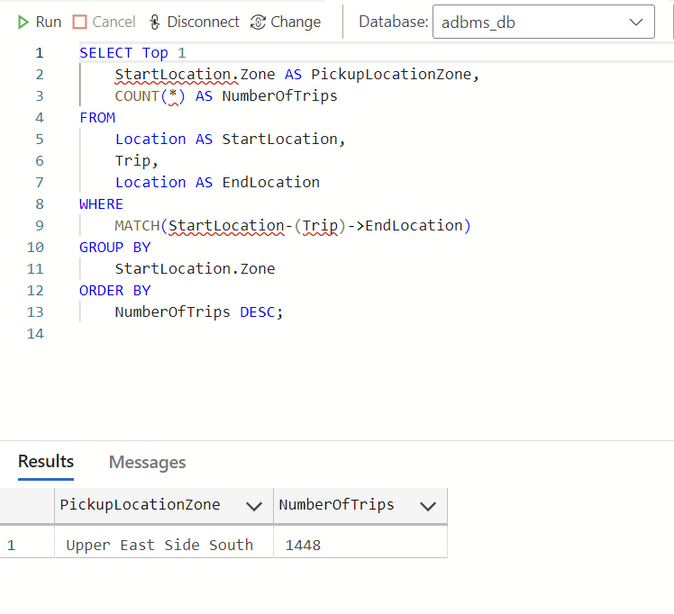 Run Cancel Disconnect Change Database: adbms_db
1 SELECT Top 1
2 StartLocation.Zone AS PickupLocationZone,
3 COUNT(*) AS NumberOfTrips
4 FROM
5 Location AS StartLocation,
6 Trip,
7 Location AS EndLocation
8 WHERE
9 MATCH(StartLocation-(Trip)->EndLocation)
10 GROUP BY
11 StartLocation.Zone
12 ORDER BY
13 NumberOfTrips DESC;
14
Results Messages
PickupLocationZone NumberOfTrips
1 Upper East Side South 1448